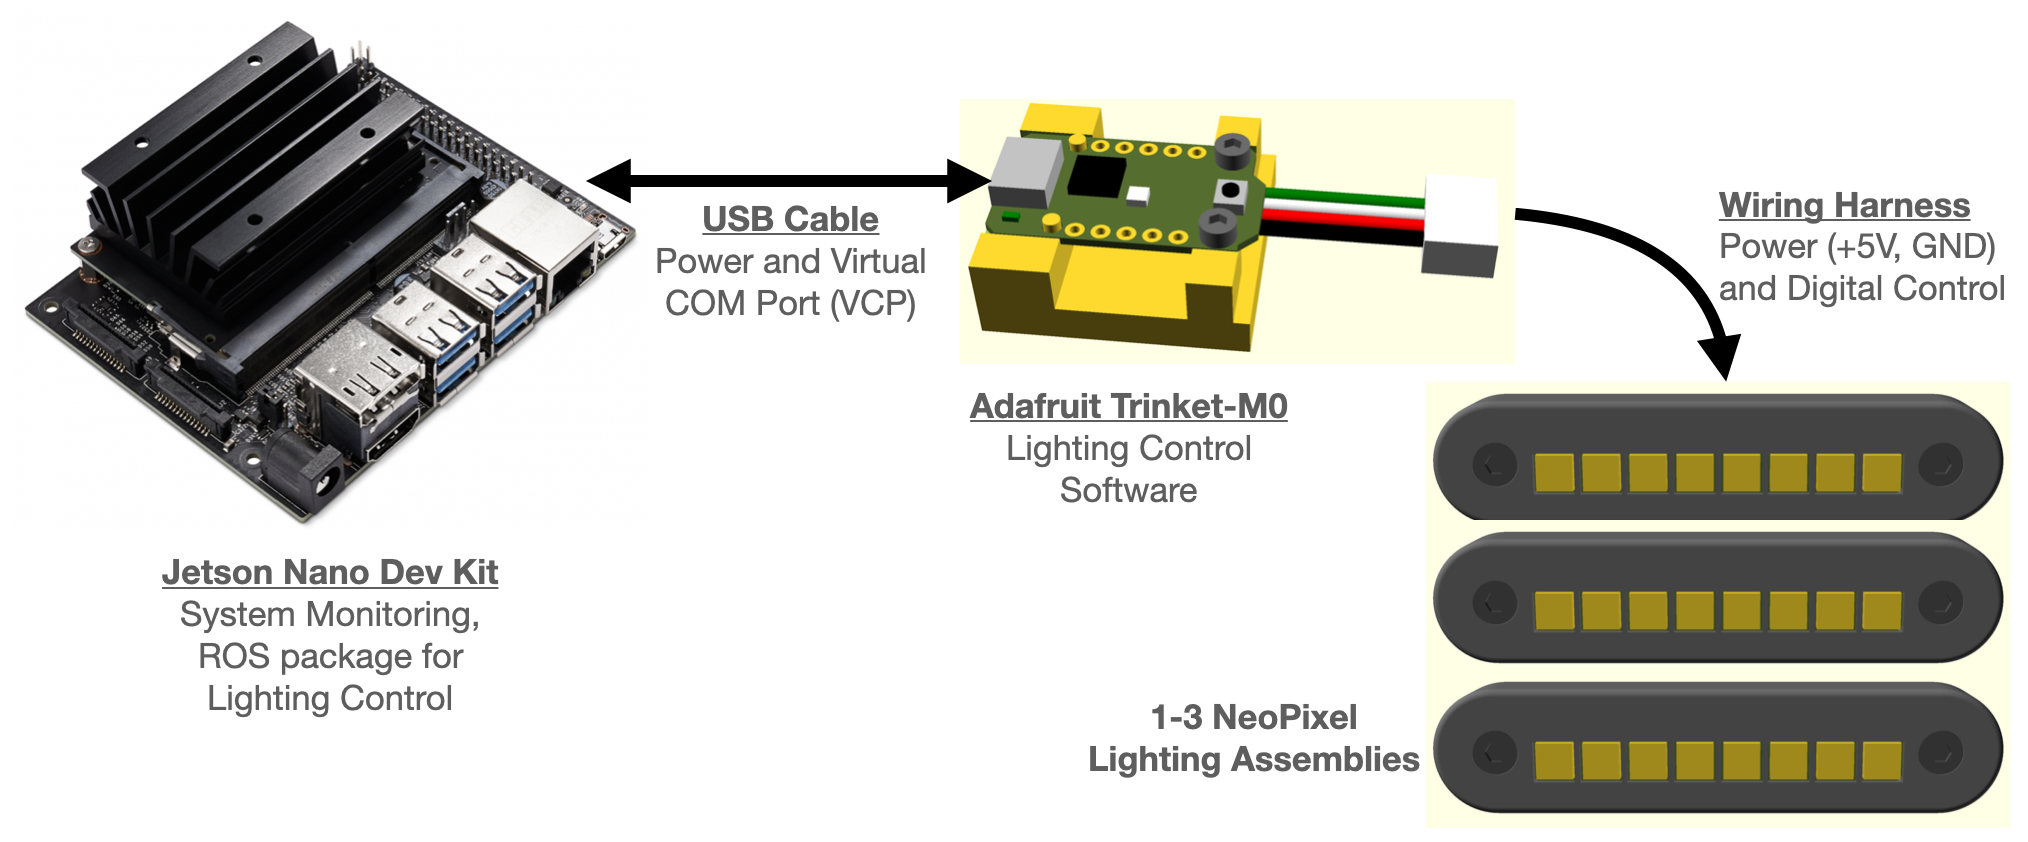 USB Cable
Power and Virtual
COM Port (VCP)
Wiring Harness
Power (+5V, GND)
and Digital Control
Adafruit Trinket-M0
Lighting Control
Software
Jetson Nano Dev Kit
System Monitoring,
ROS package for
Lighting Control
1-3 NeoPixel
Lighting Assemblies